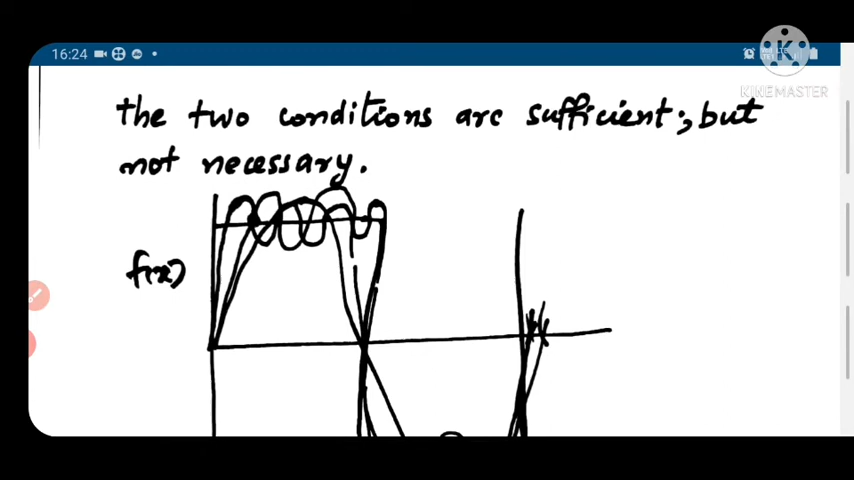 16:24
KINEMASTER
the two conditions are sufficient; but
not necessary.
f(x)